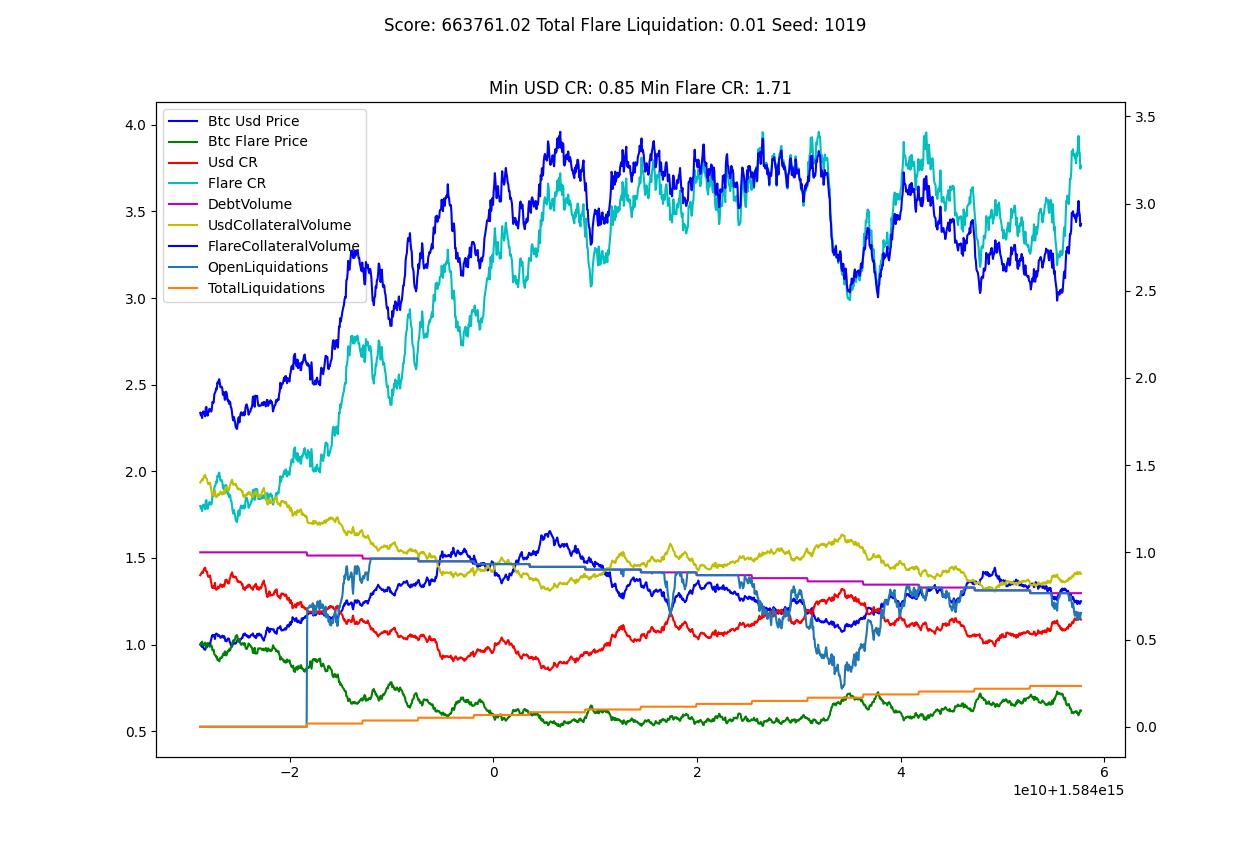 Score: 663761.02 Total Flare Liquidation: 0.01 Seed: 1019
Min USD CR: 0.85 Min Flare CR: 1.71
Btc Usd Price
Btc Flare Price
Usd CR
Flare CR
DebtVolume
UsdCollateralVolume
FlareCollateralVolume
OpenLiquidations
TotalLiquidations
4.0
3.5
3.0
2.5
2.0
1.5
1.0
0.5
3.5
3.0
2.5
2.0
1.5
1.0
0.5
0.0
−2 0 2 4 6
1e10+1.584e15